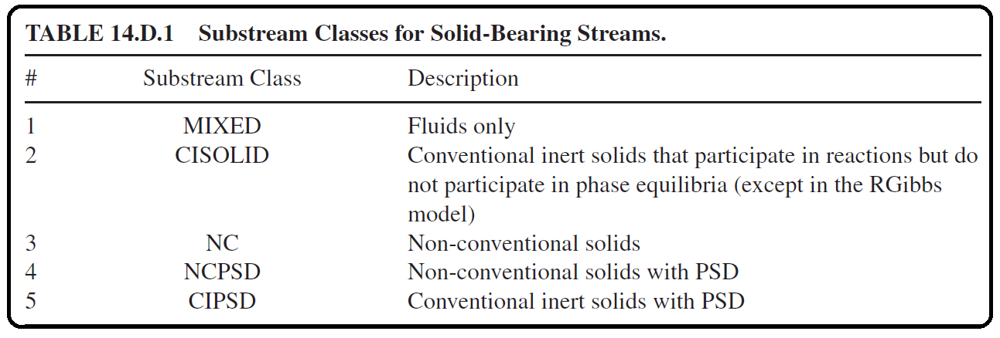 TABLE 14.D.1 Substream Classes for Solid-Bearing Streams.
# Substream Class Description
1 MIXED Fluids only
2 CISOLID Conventional inert solids that participate in reactions but do
not participate in phase equilibria (except in the RGibbs
model)
3 NC Non-conventional solids
4 NCPSD Non-conventional solids with PSD
5 CIPSD Conventional inert solids with PSD